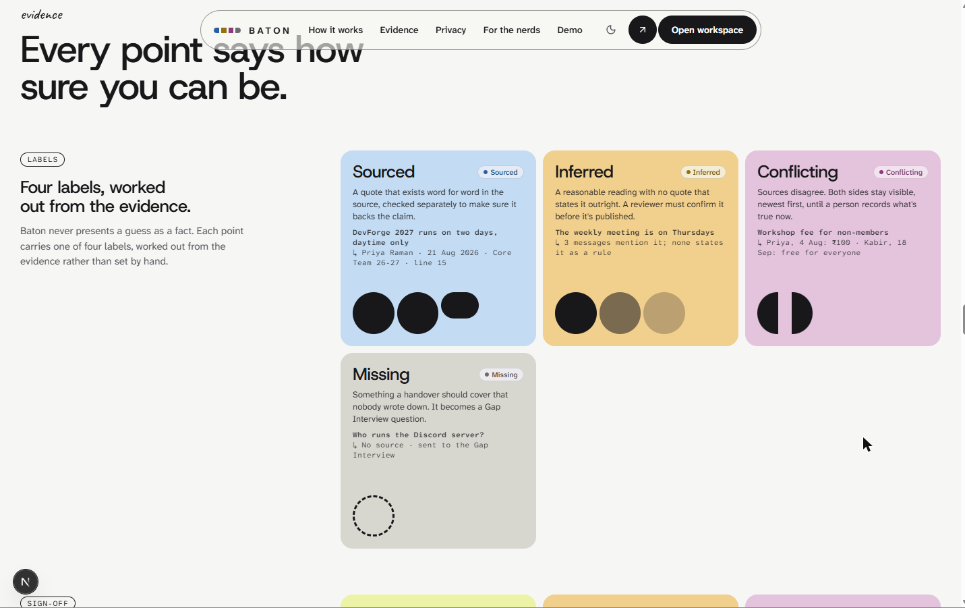 evidence
BATON How it works Evidence Privacy For the nerds Demo Open workspace
Every point says how
sure you can be.
LABELS
Four labels, worked
out from the evidence.
Baton never presents a guess as a fact. Each point
carries one of four labels, worked out from the
evidence rather than set by hand.
Sourced
Sourced
A quote that exists word for word in the
source, checked separately to make sure it
backs the claim.
DevForge 2027 runs on two days,
daytime only
↳ Priya Raman · 21 Aug 2026 · Core
Team 26-27 · line 15
Inferred
Inferred
A reasonable reading with no quote that
states it outright. A reviewer must confirm it
before it's published.
The weekly meeting is on Thursdays
↳ 3 messages mention it; none states
it as a rule
Conflicting
Conflicting
Sources disagree. Both sides stay visible,
newest first, until a person records what's
true now.
Workshop fee for non-members
↳ Priya, 4 Aug: ₹100 · Kabir, 18
Sep: free for everyone
Missing
Missing
Something a handover should cover that
nobody wrote down. It becomes a Gap
Interview question.
Who runs the Discord server?
↳ No source · sent to the Gap
Interview
N
SIGN-OFF